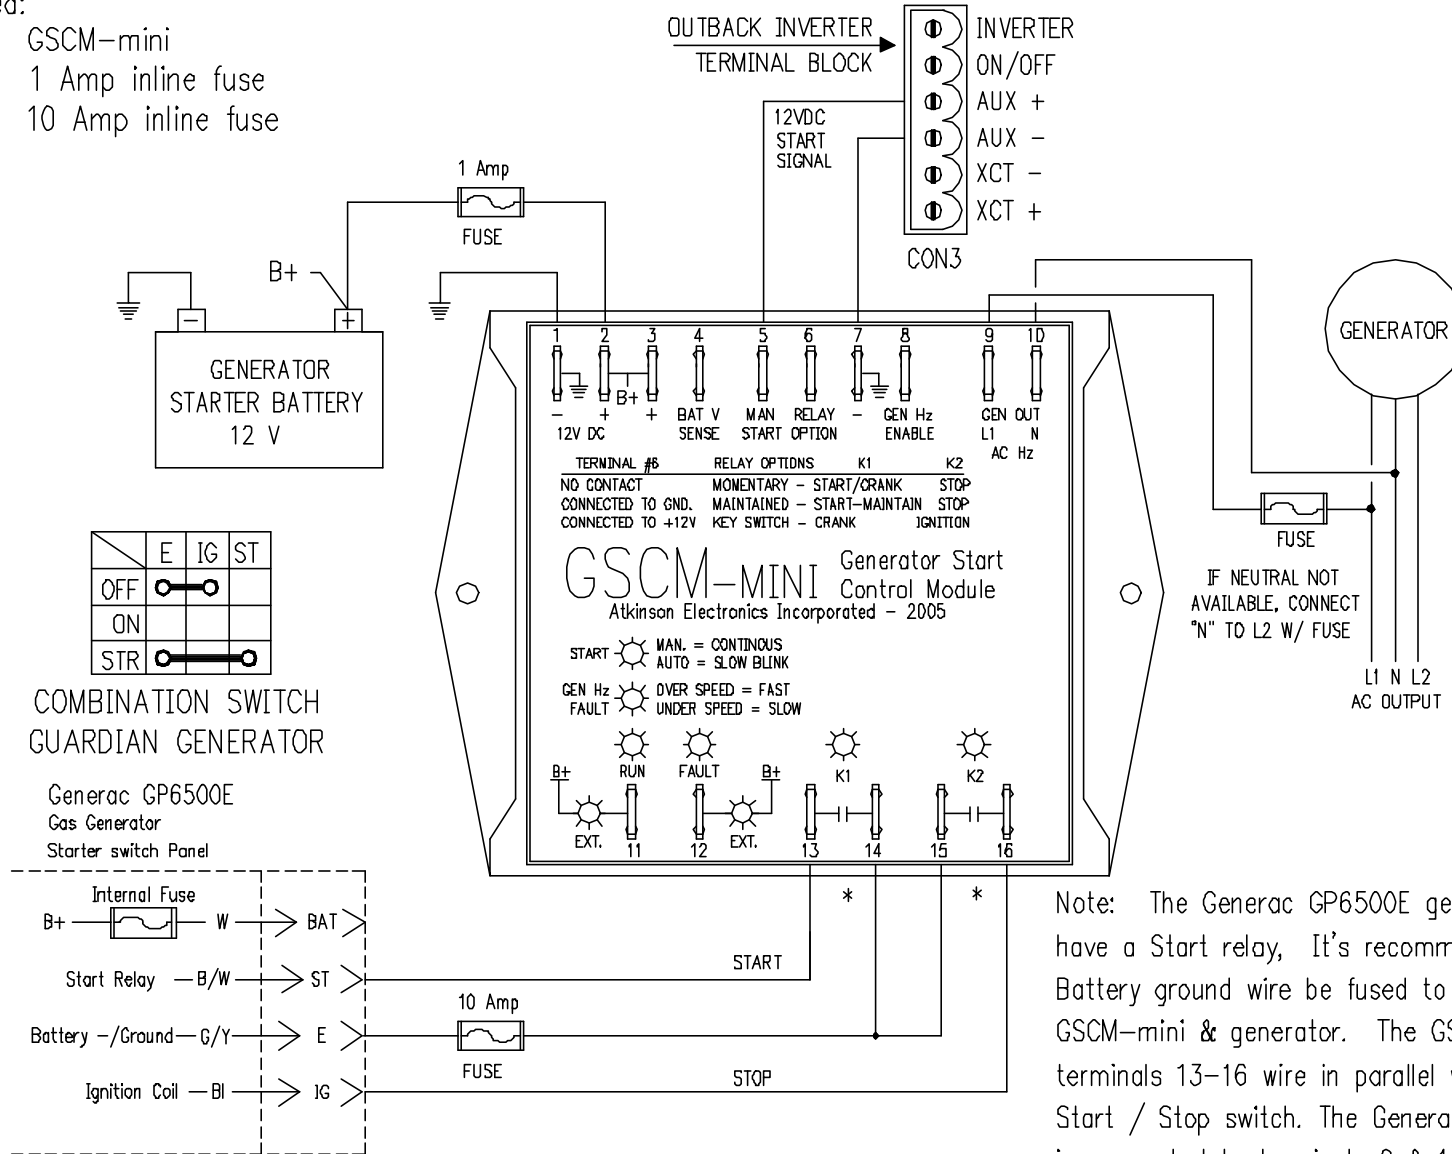 GSCM-mini
1 Amp inline fuse
10 Amp inline fuse
OUTBACK INVERTER
TERMINAL BLOCK
INVERTER
ON/OFF
AUX +
AUX -
XCT -
XCT +
CON3
12VDC
START
SIGNAL
1 Amp
FUSE
B+
- +
GENERATOR
STARTER BATTERY
12 V
GENERATOR
1 2 3 4 5 6 7 8 9 10
B+
- + + BAT V MAN RELAY - GEN Hz GEN OUT
12V DC SENSE START OPTION ENABLE L1 N
AC Hz
TERMINAL #6 RELAY OPTIONS K1 K2
NO CONTACT MOMENTARY - START/CRANK STOP
CONNECTED TO GND. MAINTAINED - START-MAINTAIN STOP
CONNECTED TO +12V KEY SWITCH - CRANK IGNITION
GSCM-MINI Generator Start
Control Module
Atkinson Electronics Incorporated - 2005
START MAN. = CONTINOUS
AUTO = SLOW BLINK
GEN Hz OVER SPEED = FAST
FAULT UNDER SPEED = SLOW
B+ RUN FAULT B+ K1 K2
EXT. 11 12 EXT. 13 14 15 16
* *
FUSE
IF NEUTRAL NOT
AVAILABLE, CONNECT
"N" TO L2 W/ FUSE
L1 N L2
AC OUTPUT
E IG ST
OFF
ON
STR
COMBINATION SWITCH
GUARDIAN GENERATOR
Generac GP6500E
Gas Generator
Starter switch Panel
Internal Fuse
B+ W BAT
Start Relay B/W ST
START
10 Amp
Battery -/Ground G/Y E
FUSE
Ignition Coil Bl IG
STOP
Note: The Generac GP6500E
have a Start relay, It's
Battery ground wire be fused to
GSCM-mini & generator. The
terminals 13-16 wire in parallel
Start / Stop switch. The